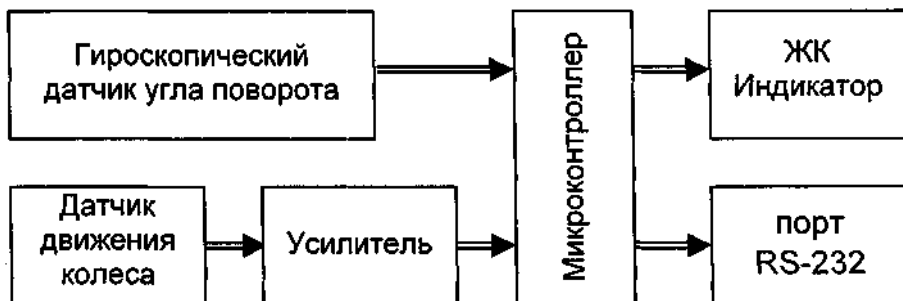 Гироскопический
датчик угла поворота
Микроконтроллер
ЖК
Индикатор
Датчик
движения
колеса
Усилитель
порт
RS-232